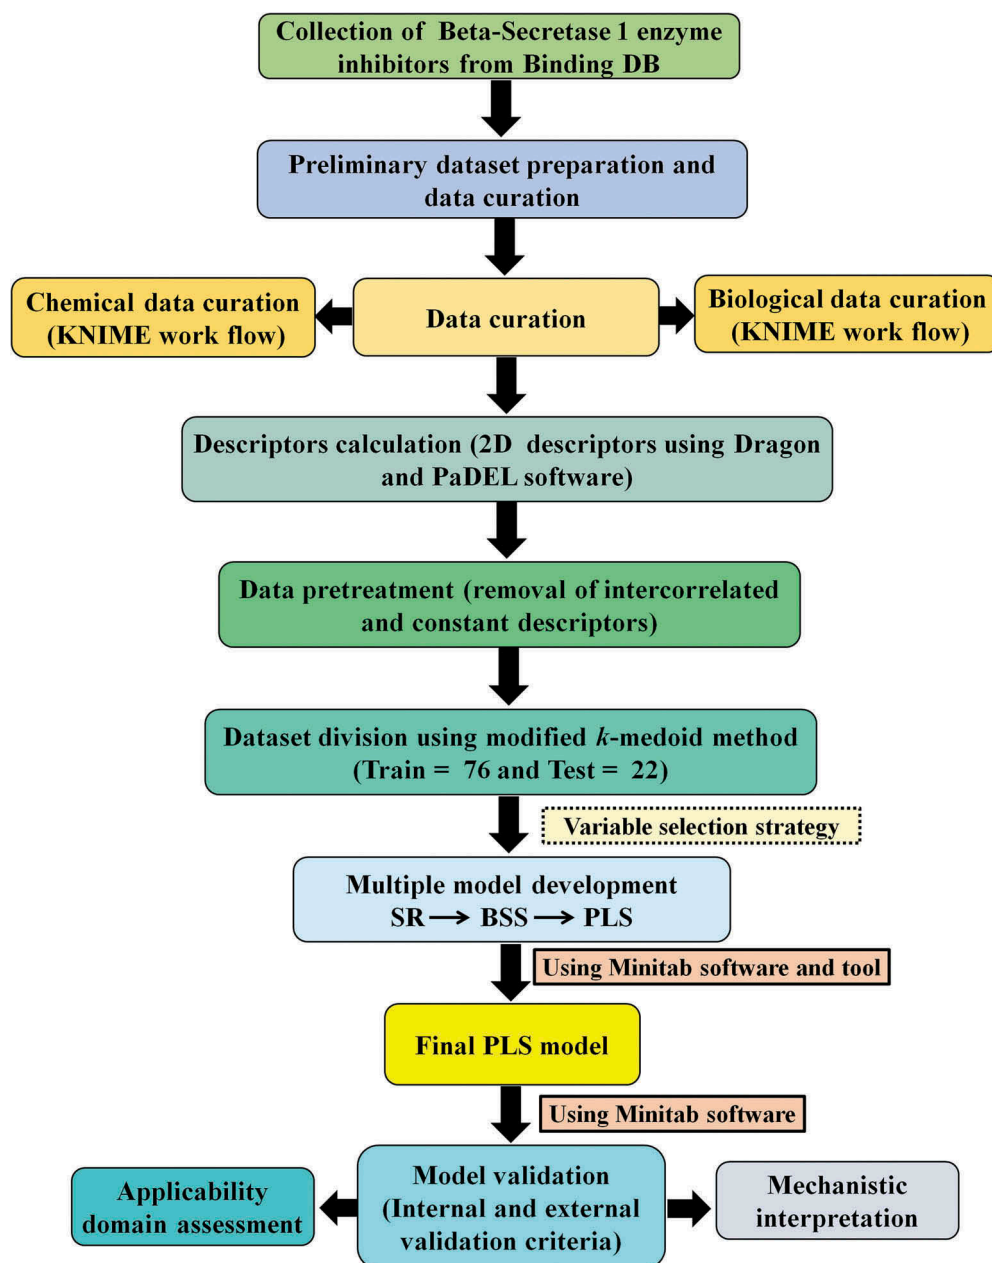 Collection of Beta-Secretase 1 enzyme
inhibitors from Binding DB
Preliminary dataset preparation and
data curation
Chemical data curation
(KNIME work flow)
Data curation
Biological data curation
(KNIME work flow)
Descriptors calculation (2D descriptors using Dragon
and PaDEL software)
Data pretreatment (removal of intercorrelated
and constant descriptors)
Dataset division using modified k-medoid method
(Train = 76 and Test = 22)
Variable selection strategy
Multiple model development
SR → BSS → PLS
Using Minitab software and tool
Final PLS model
Using Minitab software
Applicability
domain assessment
Model validation
(Internal and external
validation criteria)
Mechanistic
interpretation